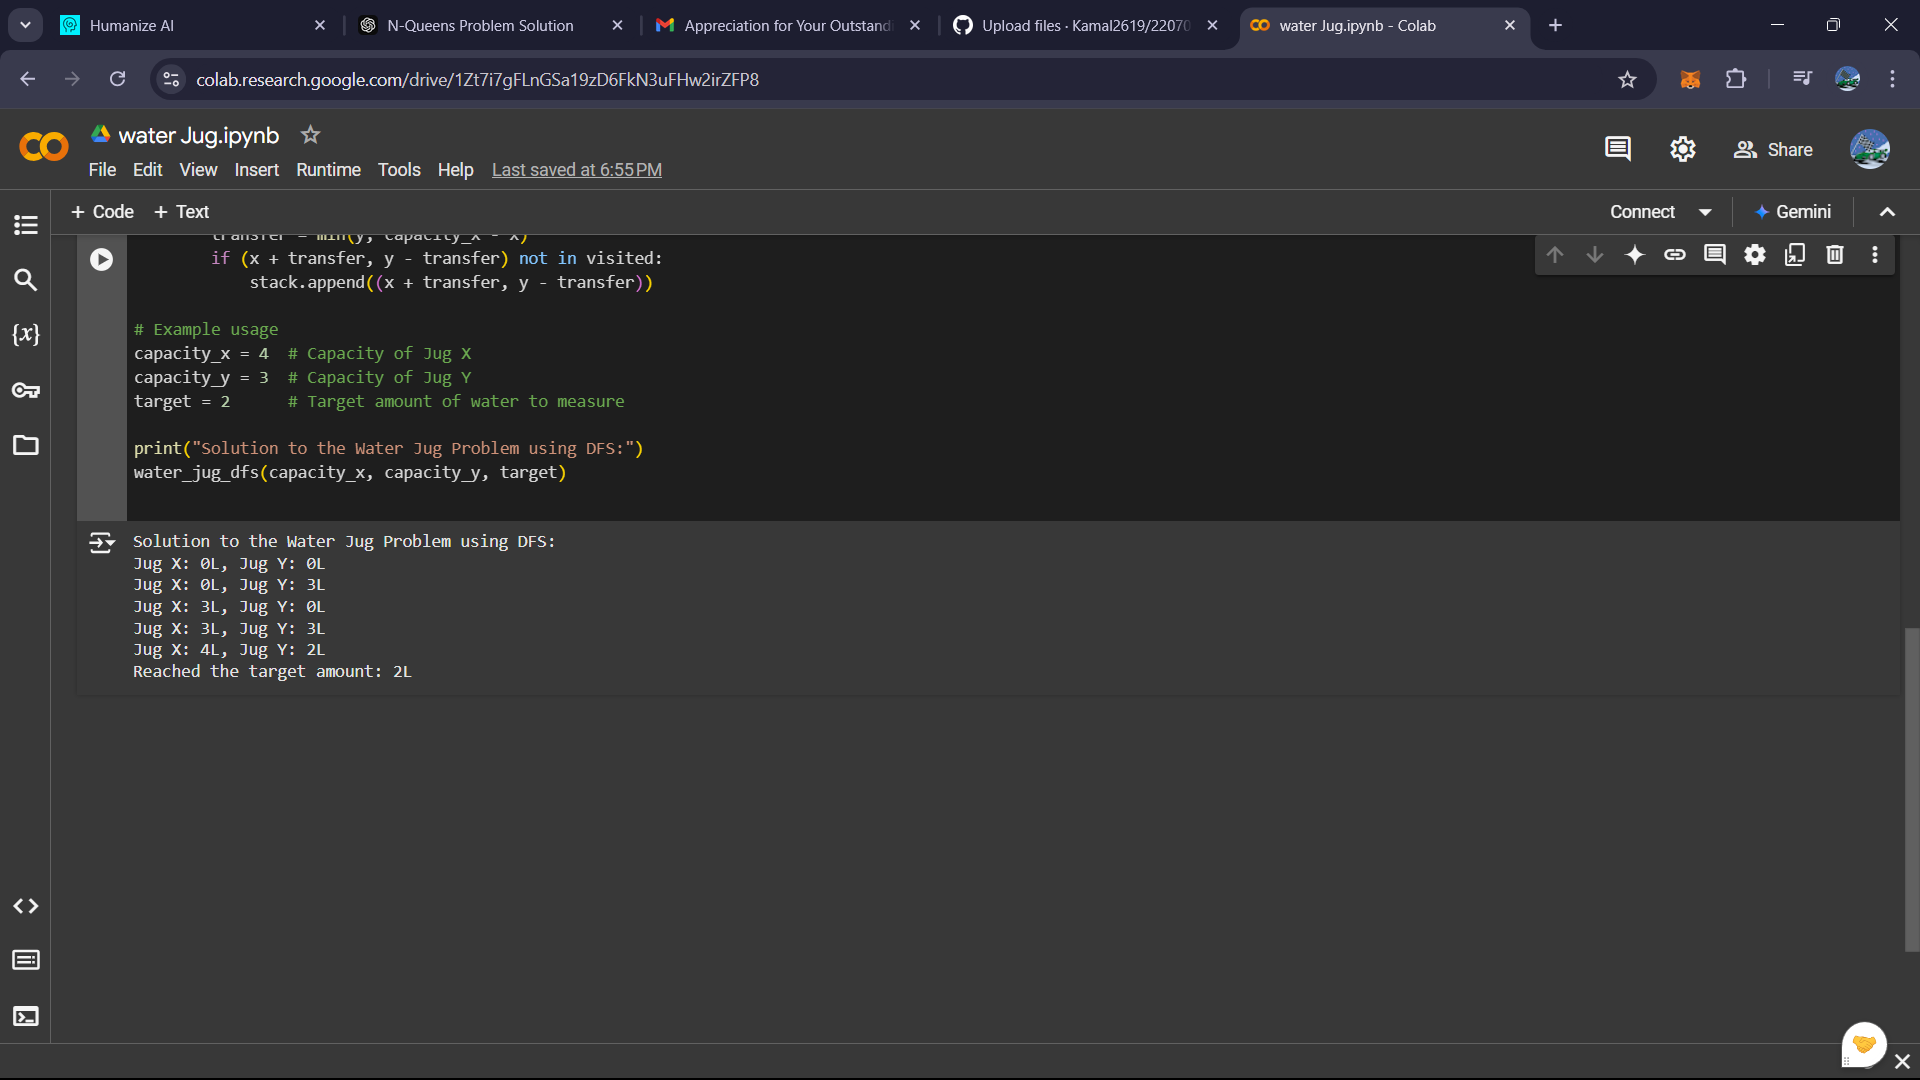 Humanize AI
N-Queens Problem Solution
Appreciation for Your Outstandi
Upload files · Kamal2619/22070
water Jug.ipynb - Colab
colab.research.google.com/drive/1Zt7i7gFLnGSa19zD6FkN3uFHw2irZFP8
water Jug.ipynb
File Edit View Insert Runtime Tools Help Last saved at 6:55 PM
Share
+ Code + Text
Connect
Gemini
transfer = min(y, capacity_x - x)
if (x + transfer, y - transfer) not in visited:
stack.append((x + transfer, y - transfer))
# Example usage
capacity_x = 4 # Capacity of Jug X
capacity_y = 3 # Capacity of Jug Y
target = 2 # Target amount of water to measure
print("Solution to the Water Jug Problem using DFS:")
water_jug_dfs(capacity_x, capacity_y, target)
Solution to the Water Jug Problem using DFS:
Jug X: 0L, Jug Y: 0L
Jug X: 0L, Jug Y: 3L
Jug X: 3L, Jug Y: 0L
Jug X: 3L, Jug Y: 3L
Jug X: 4L, Jug Y: 2L
Reached the target amount: 2L